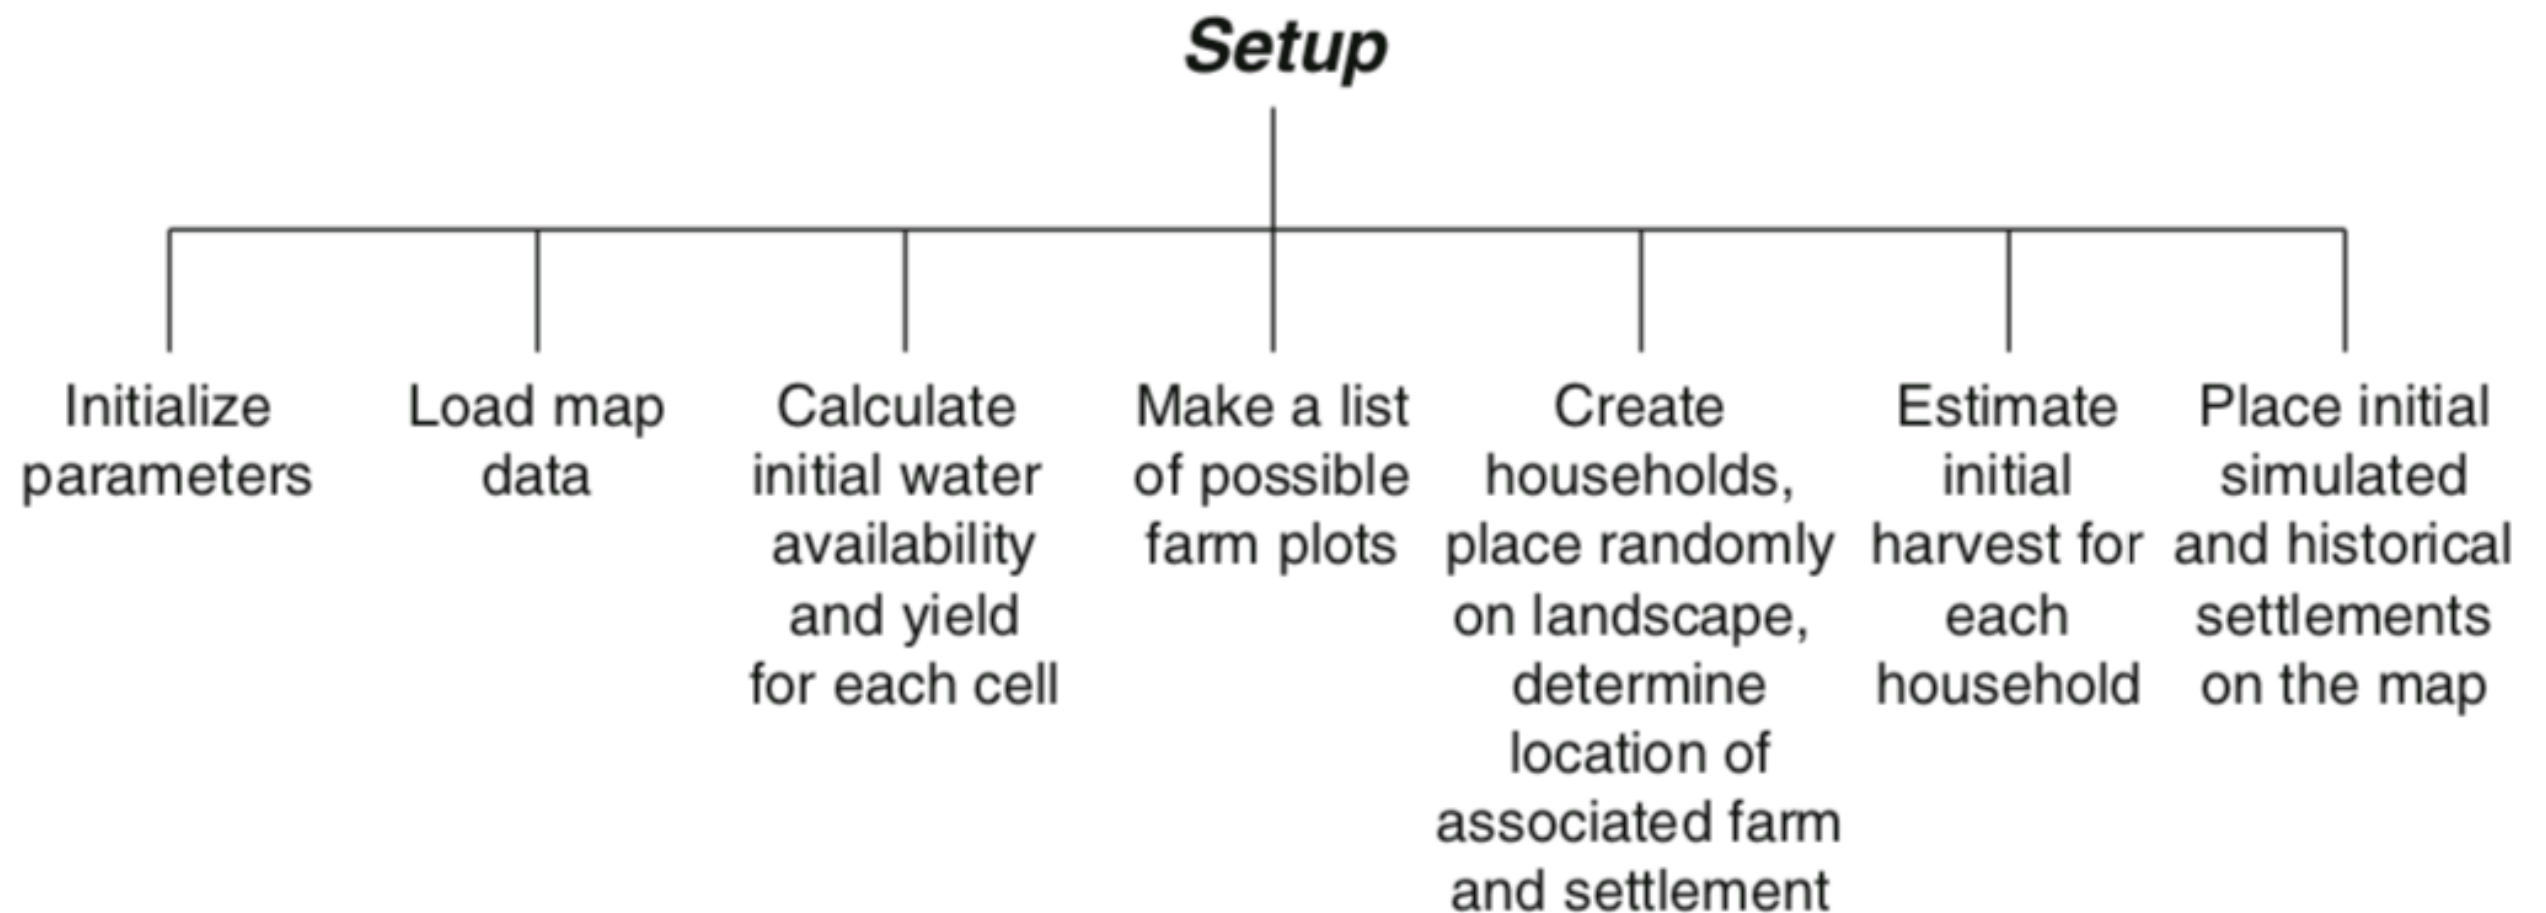 Setup
Initialize
parameters
Load map
data
Calculate
initial water
availability
and yield
for each cell
Make a list
of possible
farm plots
Create
households,
place randomly
on landscape,
determine
location of
associated farm
and settlement
Estimate
initial
harvest for
each
household
Place initial
simulated
and historical
settlements
on the map